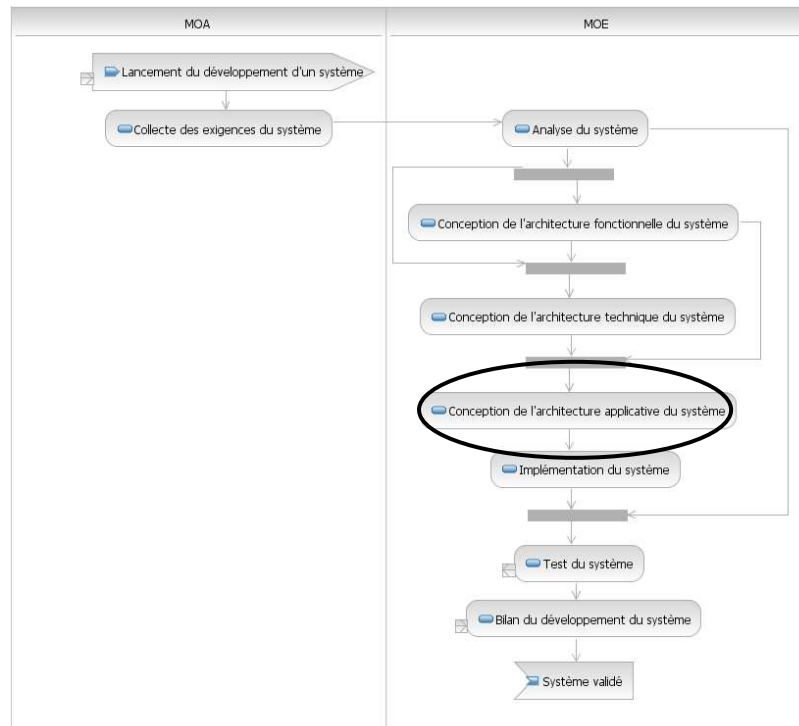 MOA
MOE
Lancement du développement d'un système
Collecte des exigences du système
Analyse du système
Conception de l'architecture fonctionnelle du système
Conception de l'architecture technique du système
Conception de l'architecture applicative du système
Implémentation du système
Test du système
Bilan du développement du système
Système validé